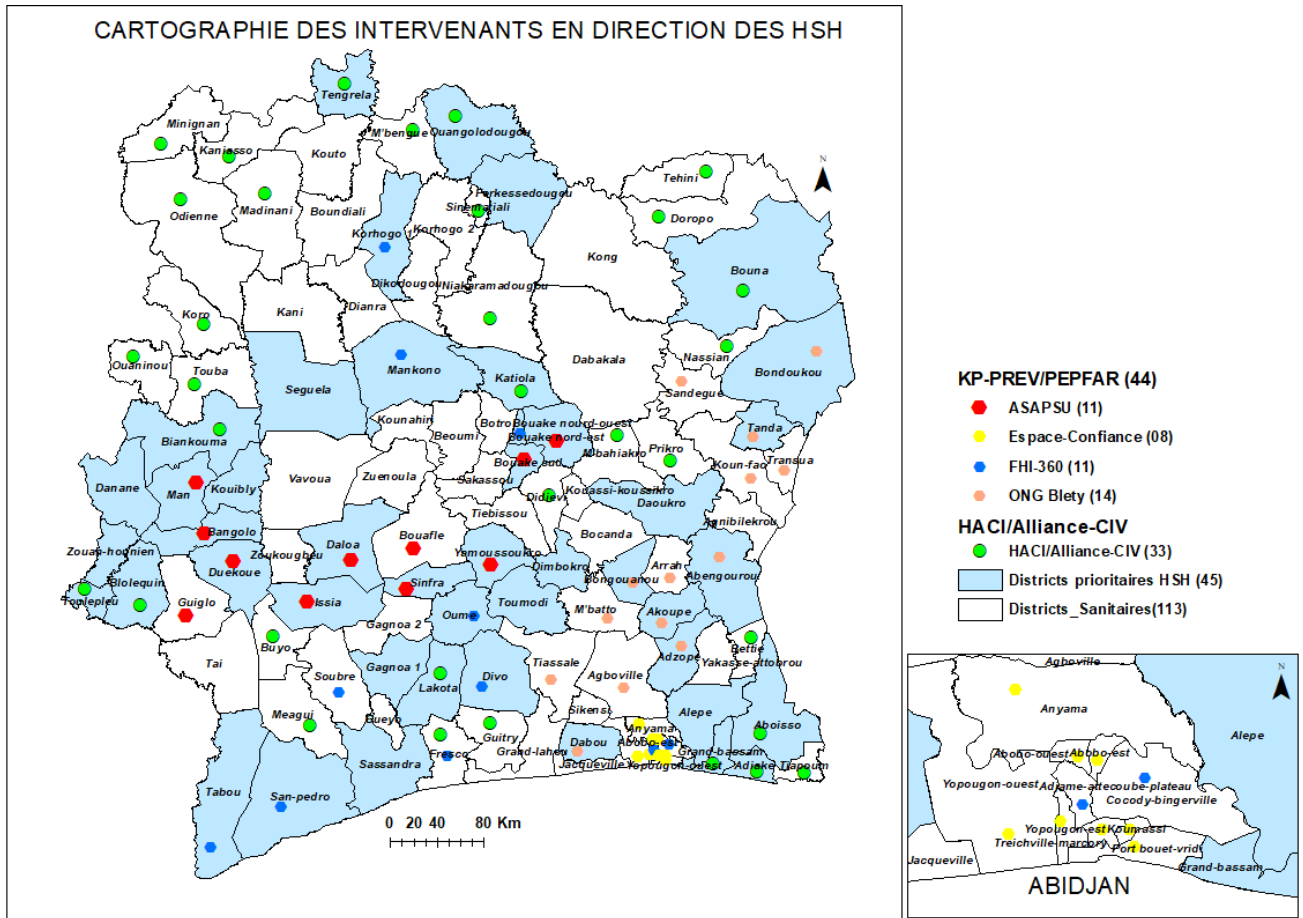 CARTOGRAPHIE DES INTERVENANTS EN DIRECTION DES HSH
Tengrela
Minignan
M'bengue
Ouangolodougou
Kaniasso
Kouto
N
Tehini
Ferkessedougou
Madinani
Odienne
Boundiali
Sinematiali
Doropo
Korhogo 1
Korhogo 2
Kong
Bouna
Dikodougou
Niakaramadougou
Koro
Kani
Dianra
Ouaninou
Touba
Mankono
Dabakala
Nassian
Bondoukou
Seguela
Katiola
Sandegue
Kounahiri
Botro
Bouake nourd-ouest
Tanda
Biankouma
Beoumi
Bouake nord-est
M'bahiakro
Prikro
Koun-fao
Transua
Danane
Man
Kouibly
Vavoua
Zuenoula
Bouake sud
Sakassou
Didievi
Kouassi-koussikro
Daoukro
Tiebissou
Agnibilekrou
Bangolo
Bouafle
Bocanda
Zouan-hounien
Zoukougbeu
Daloa
Yamoussoukro
Dimbokro
Arrah
Abengourou
Duekoue
Bongouanou
Blolequin
Toulepleu
Guiglo
Issia
Sinfra
Oume
Toumodi
M'batto
Akoupe
Gagnoa 2
Buyo
Adzope
Bettie
Tai
Gagnoa 1
Lakota
Divo
Tiassale
Yakasse-attobrou
Soubre
Agboville
Meagui
Gueyo
Sikensi
Alepe
Guitry
Anyama
Aboisso
Fresco
Grand-lahou
Dabou
Abobo-est
Grand-bassam
Sassandra
Jacqueville
Yopougon-ouest
Adiake
Tiapoum
Tabou
San-pedro
0 20 40 80 Km
KP-PREV/PEPFAR (44)
ASAPSU (11)
Espace-Confiance (08)
FHI-360 (11)
ONG Blety (14)
HACI/Alliance-CIV
HACI/Alliance-CIV (33)
Districts prioritaires HSH (45)
Districts_Sanitaires(113)
Agboville
N
Anyama
Alepe
Abobo-ouest
Abobo-est
Yopougon-ouest
Adjame-attecoube-plateau
Cocody-bingerville
Yopougon-est
Koumassi
Treichville-marcory
Port bouet-vridi
Jacqueville
Grand-bassam
ABIDJAN